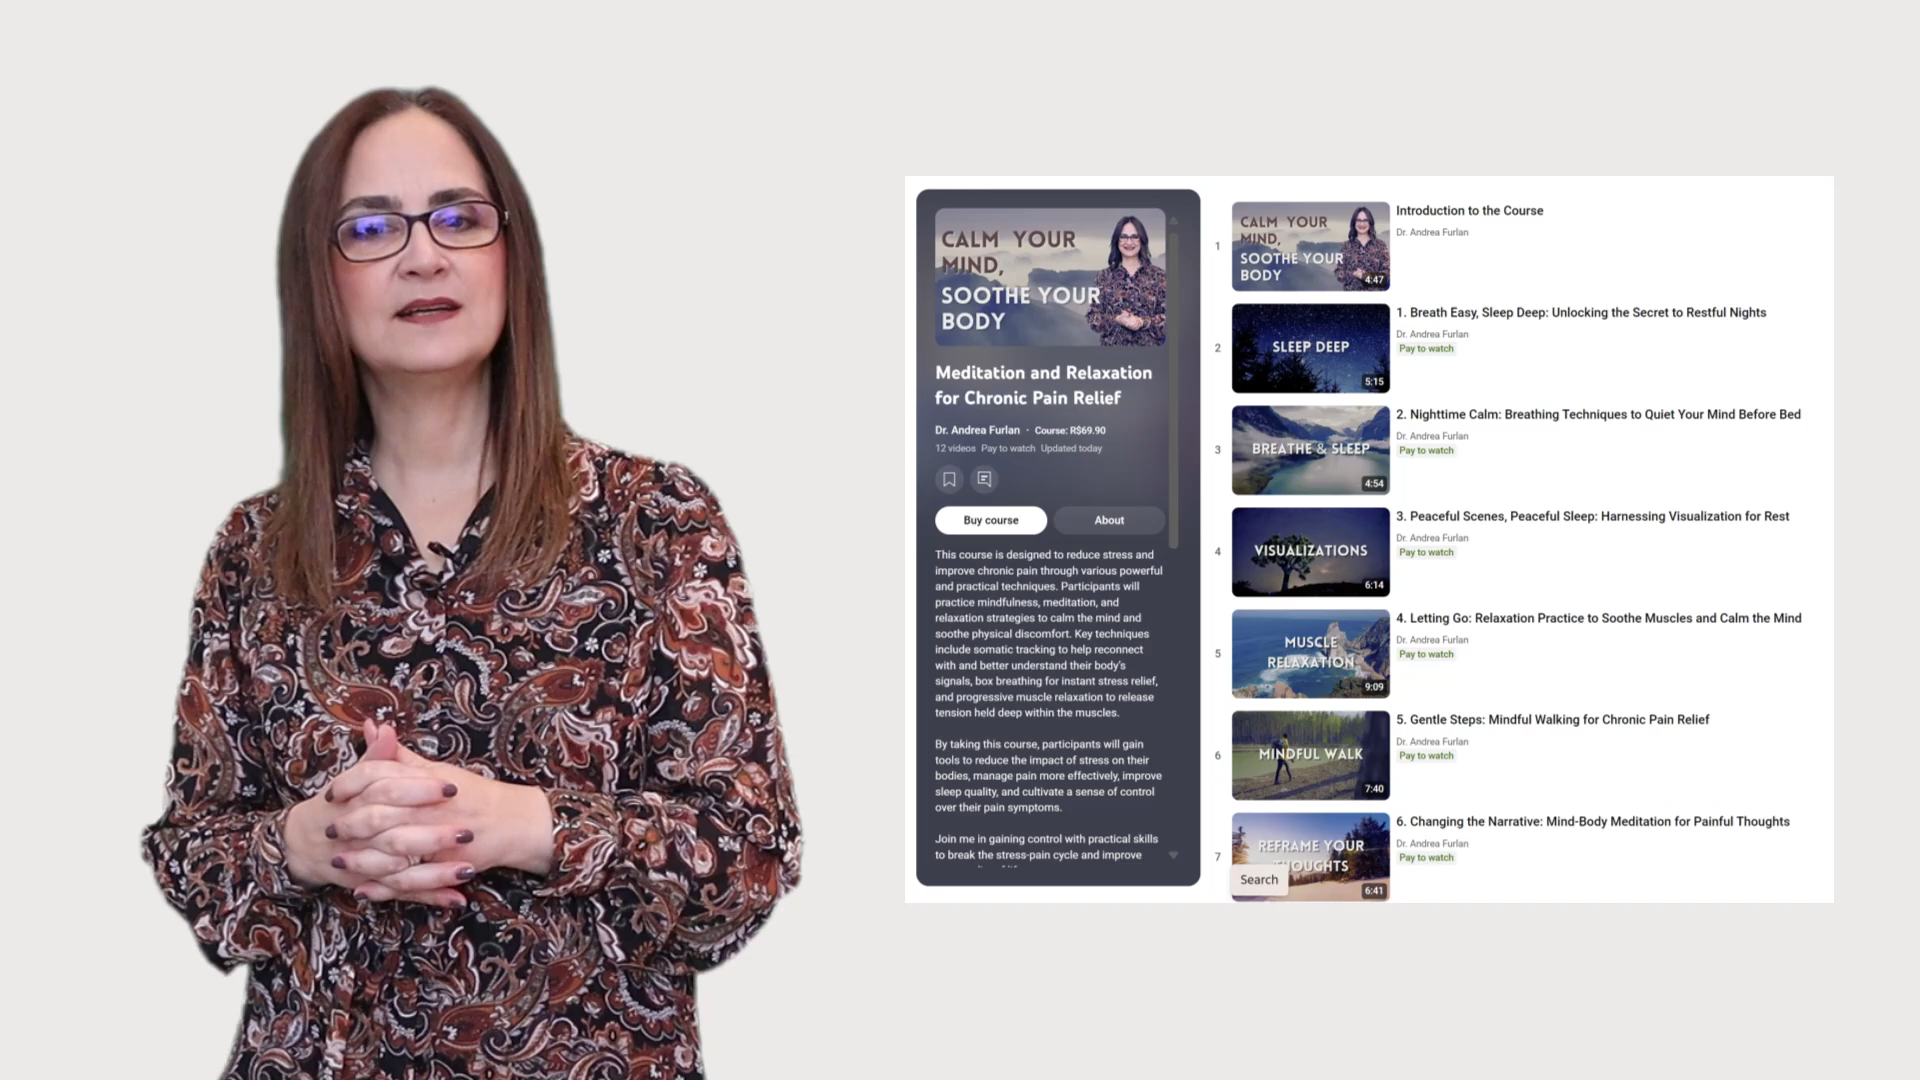 CALM YOUR
MIND,
SOOTHE YOUR
BODY
Meditation and Relaxation
for Chronic Pain Relief
Dr. Andrea Furlan · Course: R$69.90
12 videos Pay to watch Updated today
Buy course
About
This course is designed to reduce stress and
improve chronic pain through various powerful
and practical techniques. Participants will
practice mindfulness, meditation, and
relaxation strategies to calm the mind and
soothe physical discomfort. Key techniques
include somatic tracking to help reconnect
with and better understand their body's
signals, box breathing for instant stress relief,
and progressive muscle relaxation to release
tension held deep within the muscles.
By taking this course, participants will gain
tools to reduce the impact of stress on their
bodies, manage pain more effectively, improve
sleep quality, and cultivate a sense of control
over their pain symptoms.
Join me in gaining control with practical skills
to break the stress-pain cycle and improve
1
CALM YOUR
MIND,
SOOTHE YOUR
BODY
4:47
Introduction to the Course
Dr. Andrea Furlan
2
SLEEP DEEP
5:15
1. Breath Easy, Sleep Deep: Unlocking the Secret to Restful Nights
Dr. Andrea Furlan
Pay to watch
3
BREATHE & SLEEP
4:54
2. Nighttime Calm: Breathing Techniques to Quiet Your Mind Before Bed
Dr. Andrea Furlan
Pay to watch
4
VISUALIZATIONS
6:14
3. Peaceful Scenes, Peaceful Sleep: Harnessing Visualization for Rest
Dr. Andrea Furlan
Pay to watch
5
MUSCLE
RELAXATION
9:09
4. Letting Go: Relaxation Practice to Soothe Muscles and Calm the Mind
Dr. Andrea Furlan
Pay to watch
6
MINDFUL WALK
7:40
5. Gentle Steps: Mindful Walking for Chronic Pain Relief
Dr. Andrea Furlan
Pay to watch
7
REFRAME YOUR
THOUGHTS
6:41
6. Changing the Narrative: Mind-Body Meditation for Painful Thoughts
Dr. Andrea Furlan
Pay to watch
Search